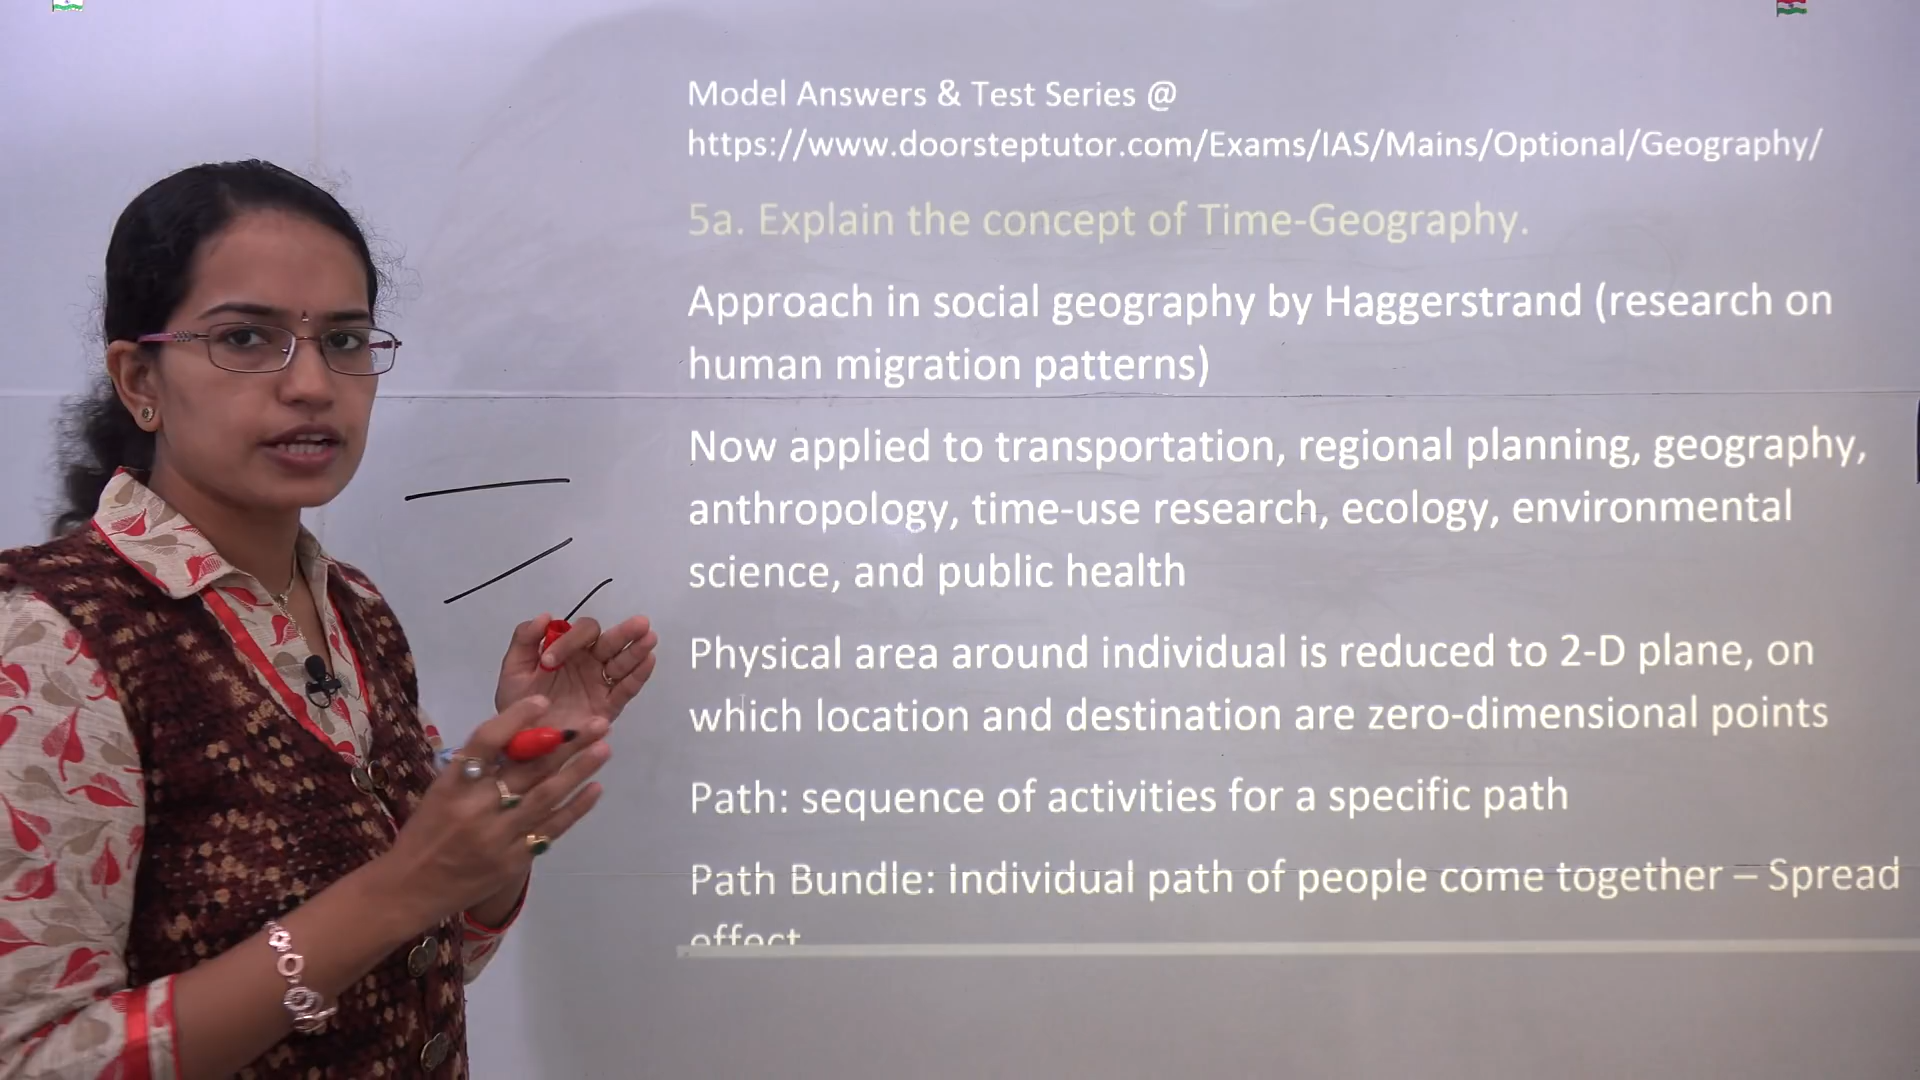 Model Answers & Test Series @
https://www.doorsteptutor.com/Exams/IAS/Mains/Optional/Geography/
5a. Explain the concept of Time-Geography.
Approach in social geography by Haggerstrand (research on
human migration patterns)
Now applied to transportation, regional planning, geography,
anthropology, time-use research, ecology, environmental
science, and public health
Physical area around individual is reduced to 2-D plane, on
which location and destination are zero-dimensional points
Path: sequence of activities for a specific path
Path Bundle: Individual path of people come together – Spread
effect